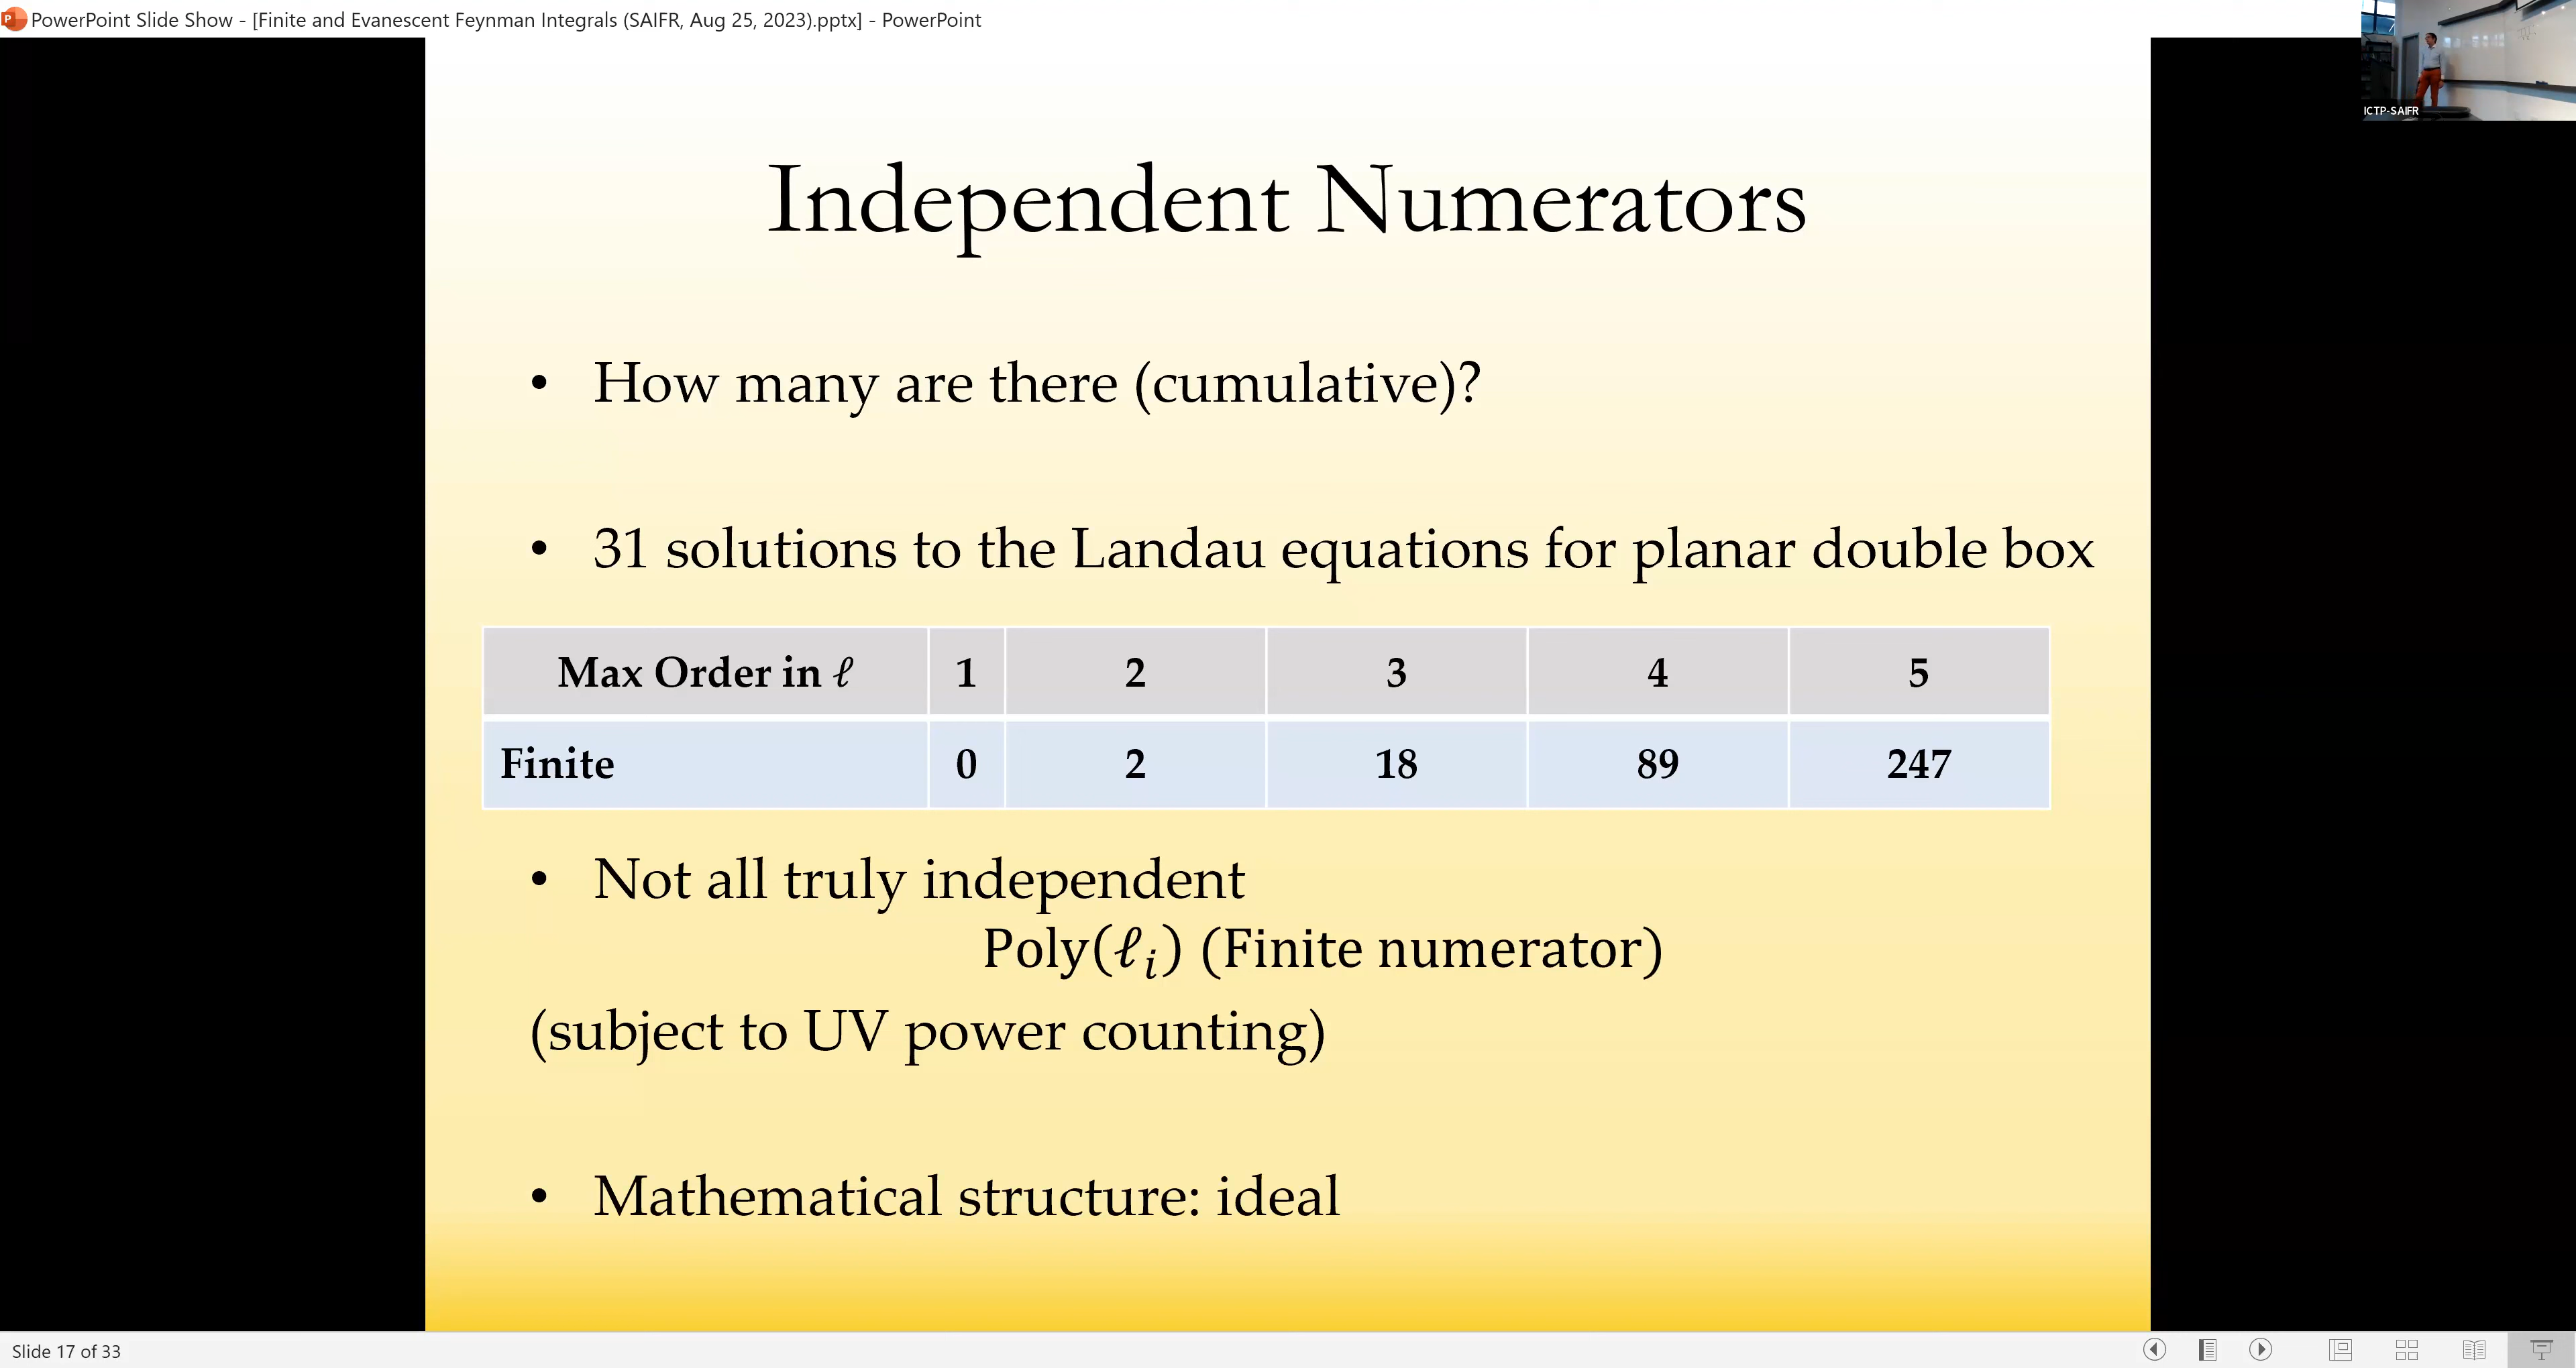 PowerPoint Slide Show - [Finite and Evanescent Feynman Integrals (SAIFR, Aug 25, 2023).pptx] - PowerPoint
ICTP-SAIFR
Independent Numerators
• How many are there (cumulative)?
• 31 solutions to the Landau equations for planar double box
Max Order in ℓ 1 2 3 4 5
Finite 0 2 18 89 247
• Not all truly independent
Poly(ℓᵢ) (Finite numerator)
(subject to UV power counting)
• Mathematical structure: ideal
Slide 17 of 33